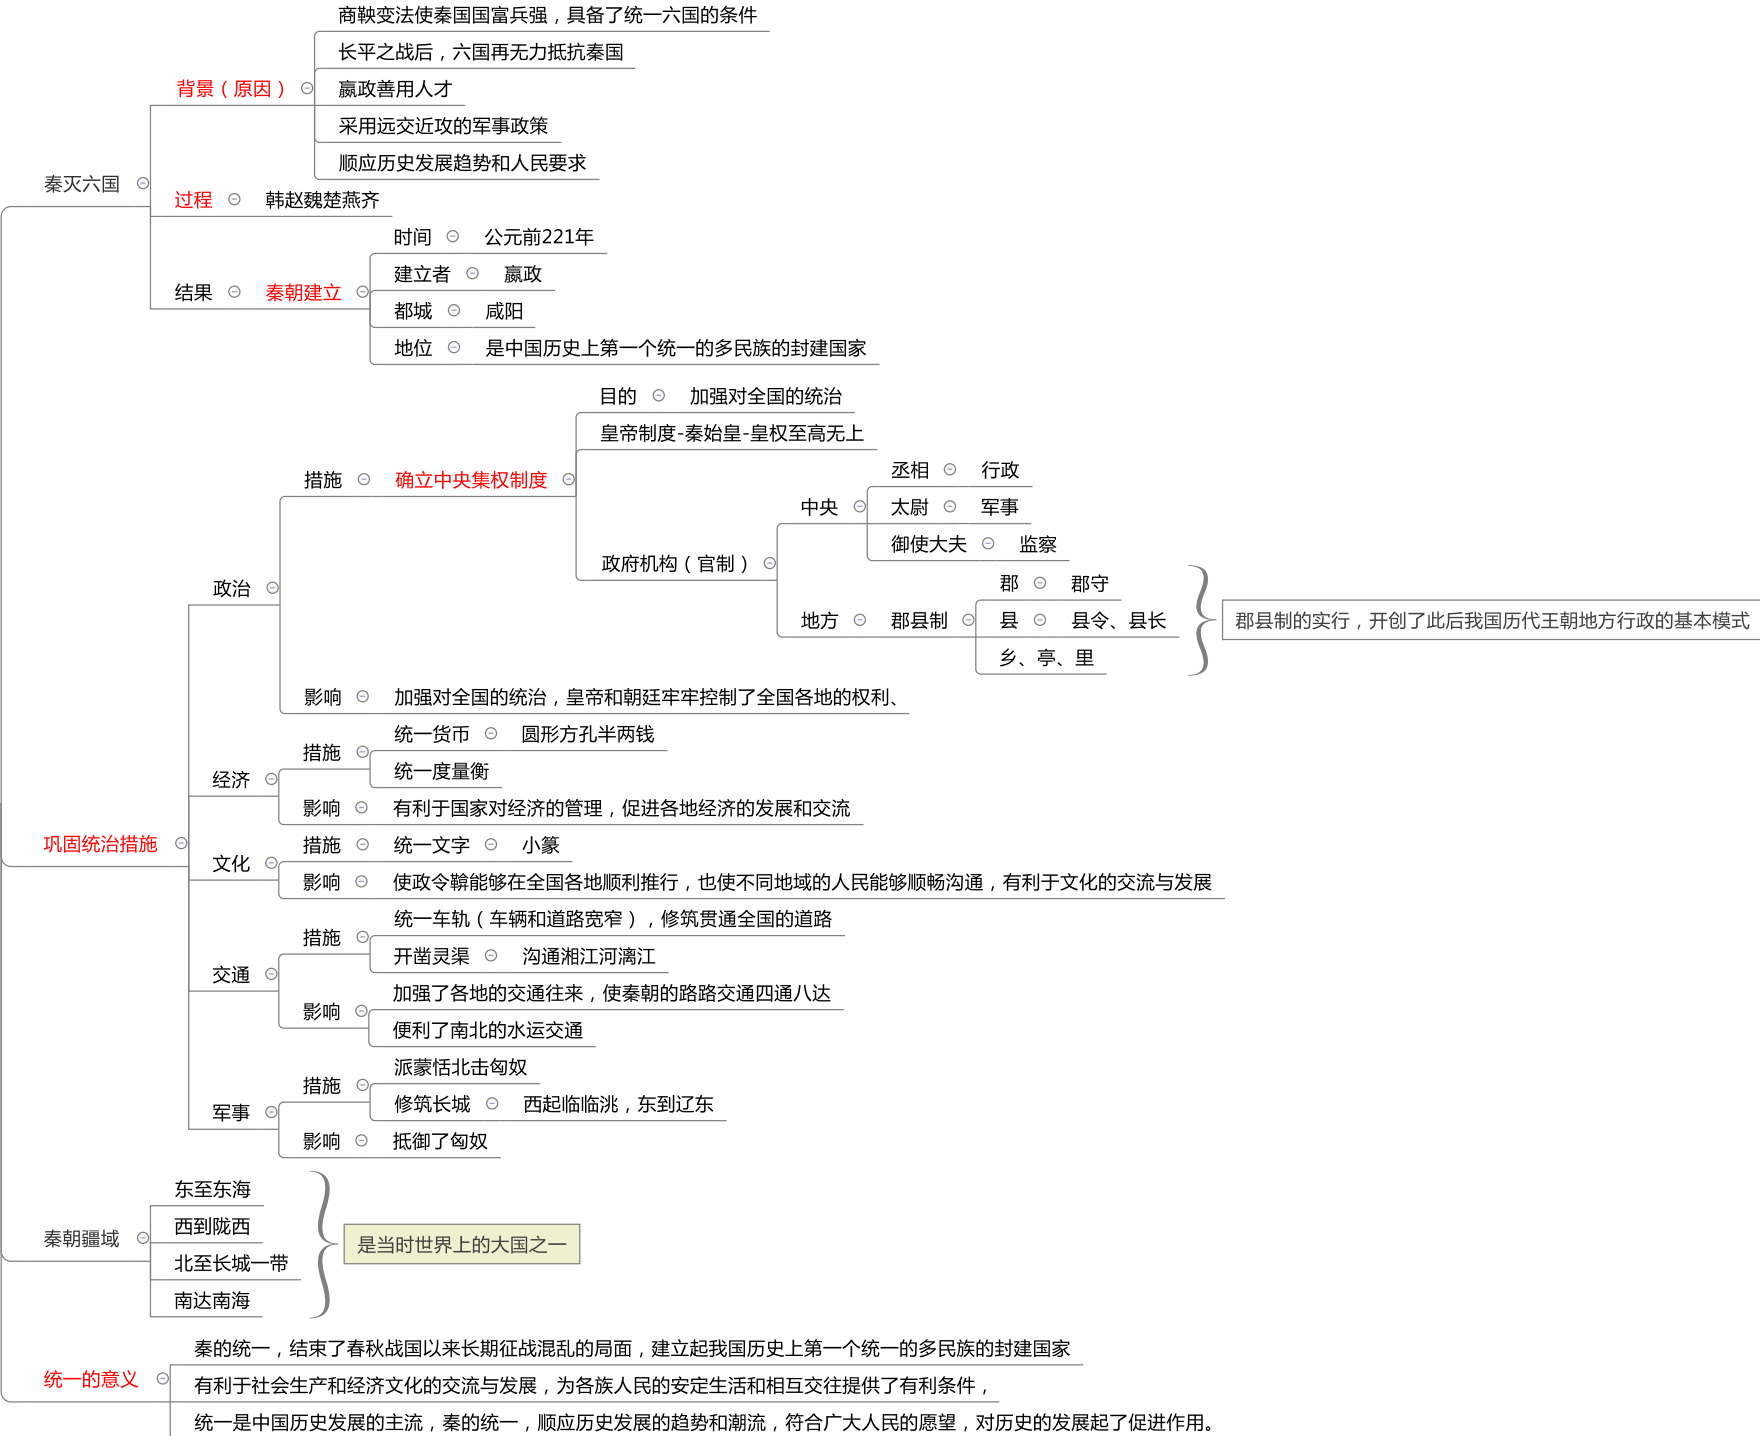 商鞅变法使秦国国富兵强，具备了统一六国的条件
长平之战后，六国再无力抵抗秦国
背景（原因）
嬴政善用人才
采用远交近攻的军事政策
顺应历史发展趋势和人民要求
秦灭六国
过程 韩赵魏楚燕齐
时间 公元前221年
建立者 嬴政
结果 秦朝建立
都城 咸阳
地位 是中国历史上第一个统一的多民族的封建国家
目的 加强对全国的统治
皇帝制度-秦始皇-皇权至高无上
措施 确立中央集权制度
丞相 行政
中央 太尉 军事
御使大夫 监察
政府机构（官制）
郡 郡守
地方 郡县制 县 县令、县长
乡、亭、里
郡县制的实行，开创了此后我国历代王朝地方行政的基本模式
政治
影响 加强对全国的统治，皇帝和朝廷牢牢控制了全国各地的权利、
统一货币 圆形方孔半两钱
措施
统一度量衡
经济
影响 有利于国家对经济的管理，促进各地经济的发展和交流
巩固统治措施
措施 统一文字 小篆
文化
影响 使政令斡能够在全国各地顺利推行，也使不同地域的人民能够顺畅沟通，有利于文化的交流与发展
统一车轨（车辆和道路宽窄），修筑贯通全国的道路
措施
开凿灵渠 沟通湘江河漓江
交通
加强了各地的交通往来，使秦朝的路路交通四通八达
影响
便利了南北的水运交通
派蒙恬北击匈奴
措施
修筑长城 西起临临洮，东到辽东
军事
影响 抵御了匈奴
东至东海
西到陇西
秦朝疆域
北至长城一带
南达南海
是当时世界上的大国之一
秦的统一，结束了春秋战国以来长期征战混乱的局面，建立起我国历史上第一个统一的多民族的封建国家
统一的意义
有利于社会生产和经济文化的交流与发展，为各族人民的安定生活和相互交往提供了有利条件，
统一是中国历史发展的主流，秦的统一，顺应历史发展的趋势和潮流，符合广大人民的愿望，对历史的发展起了促进作用。